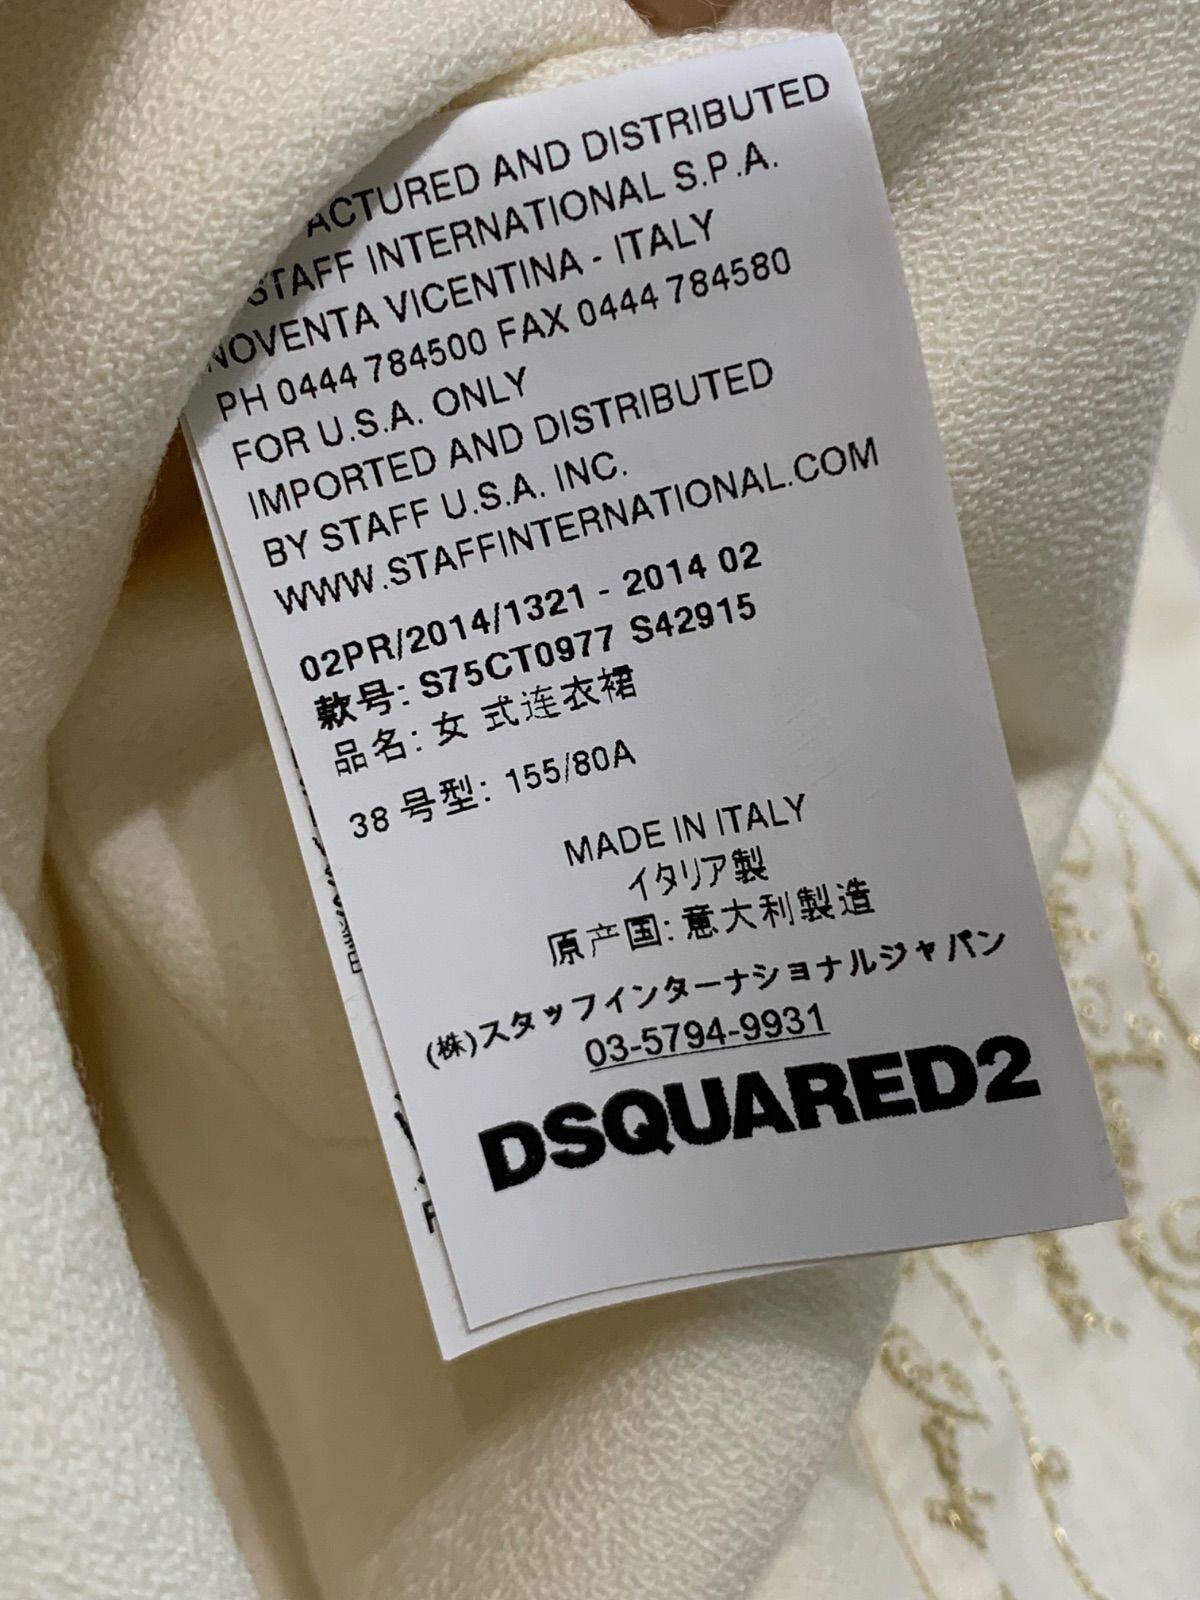 ACTURED AND DISTRIBUTED
STAFF INTERNATIONAL S.P.A.
NOVENTA VICENTINA - ITALY
PH 0444 784500 FAX 0444 784580
FOR U.S.A. ONLY
IMPORTED AND DISTRIBUTED
BY STAFF U.S.A. INC.
WWW.STAFFINTERNATIONAL.COM
02PR/2014/1321 - 2014 02
款号: S75CT0977 S42915
品名: 女 式连衣裙
38 号型: 155/80A
MADE IN ITALY
イタリア製
原产国: 意大利製造
(株)スタッフインターナショナルジャパン
03-5794-9931
DSQUARED2